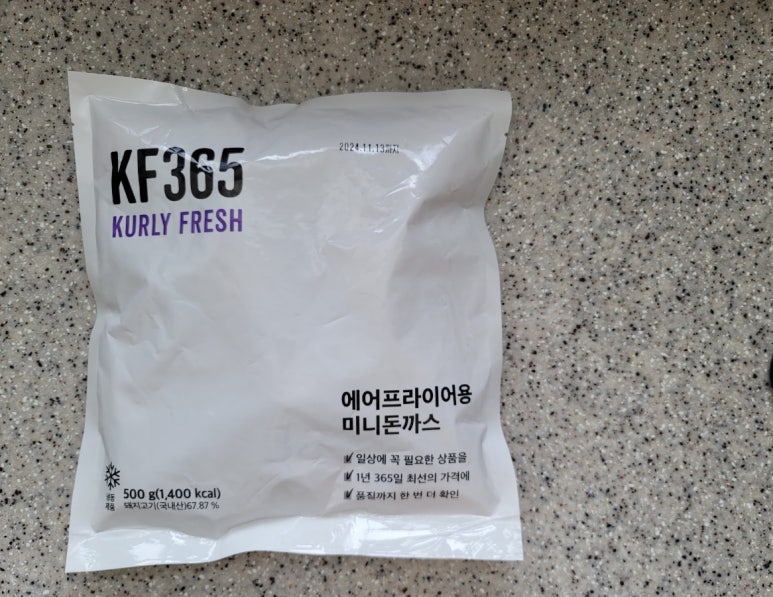 KF365
KURLY FRESH
2024.11.13까지
에어프라이어용
미니돈까스
일상에 꼭 필요한 상품을
1년 365일 최선의 가격에
품질까지 한 번 더 확인
500 g(1,400 kcal)
돼지고기(국내산)67.87 %